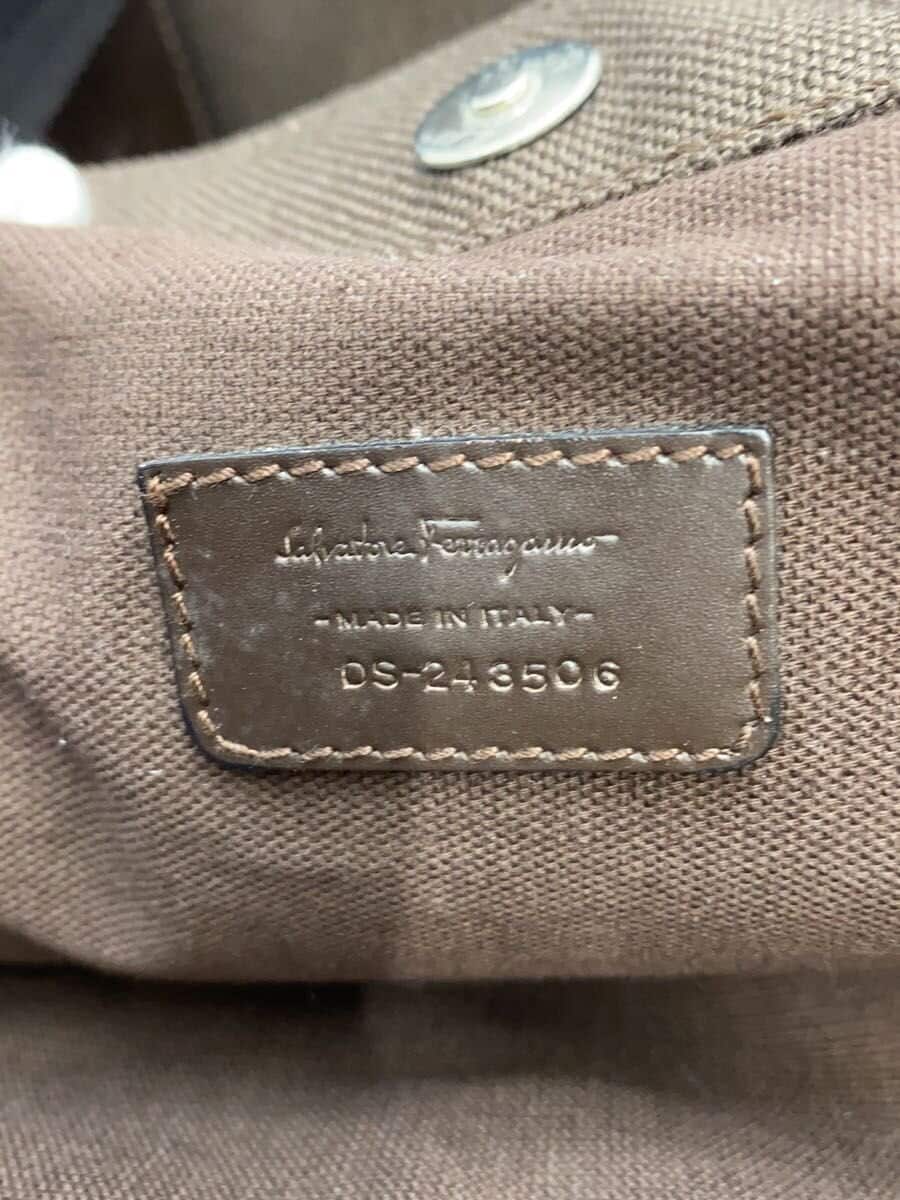 Salvatore Ferragamo
-MADE IN ITALY-
DS-243506